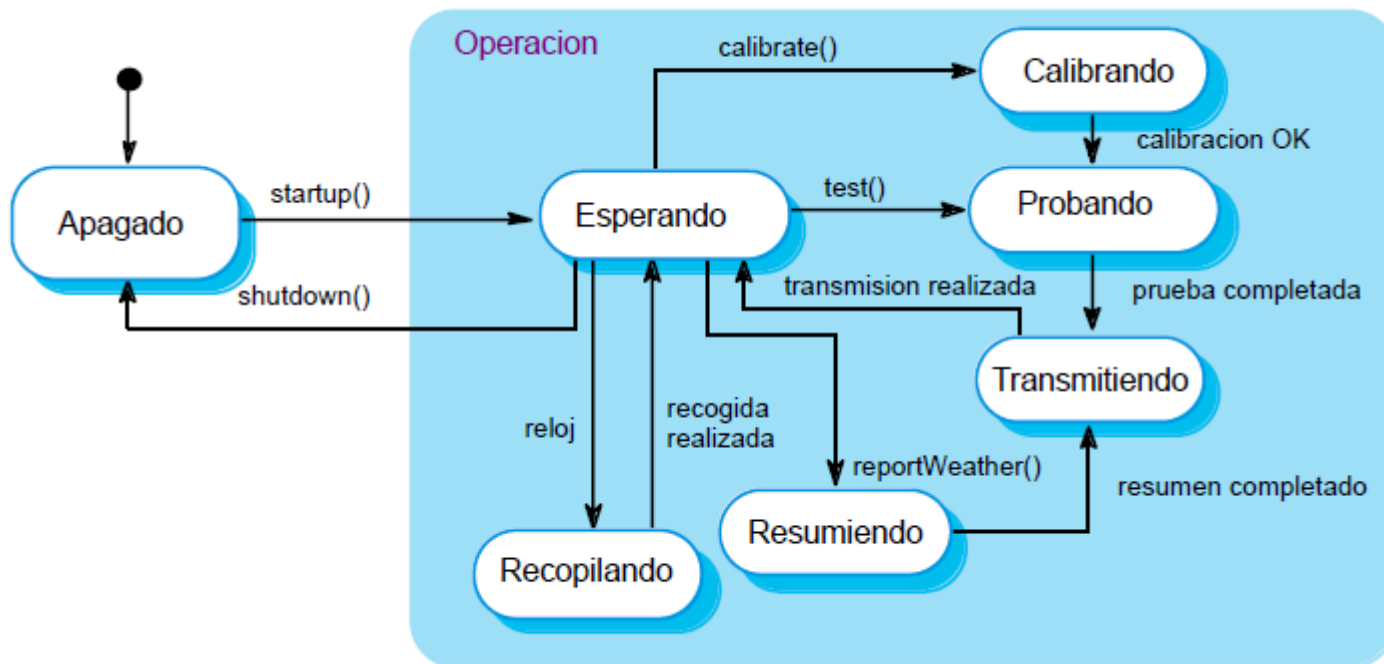 Operacion
calibrate()
Calibrando
calibracion OK
startup()
test()
Apagado
Esperando
Probando
shutdown()
transmision realizada
prueba completada
Transmitiendo
reloj
recogida
realizada
reportWeather()
resumen completado
Resumiendo
Recopilando